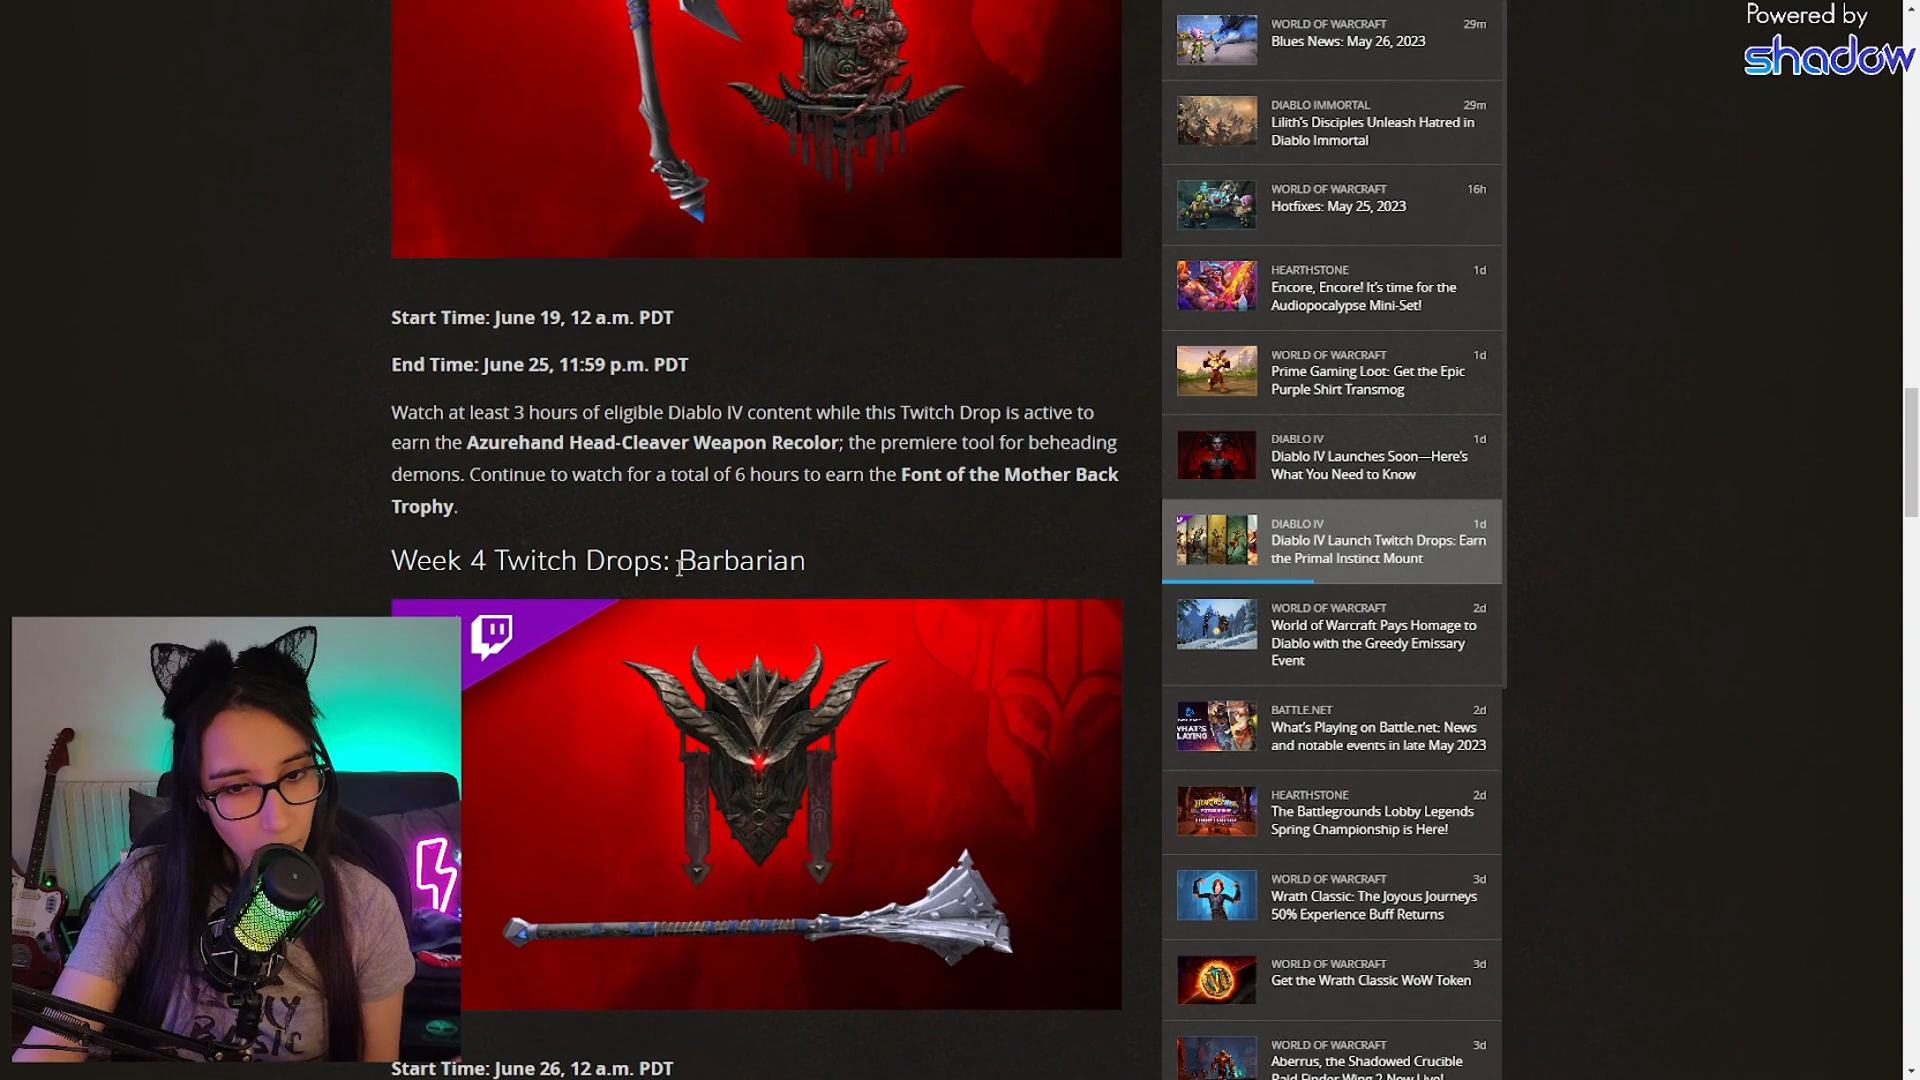 Powered by
shadow
Start Time: June 19, 12 a.m. PDT
End Time: June 25, 11:59 p.m. PDT
Watch at least 3 hours of eligible Diablo IV content while this Twitch Drop is active to
earn the Azurehand Head-Cleaver Weapon Recolor; the premiere tool for beheading
demons. Continue to watch for a total of 6 hours to earn the Font of the Mother Back
Trophy.
Week 4 Twitch Drops: Barbarian
Start Time: June 26, 12 a.m. PDT
WORLD OF WARCRAFT 29m
Blues News: May 26, 2023
DIABLO IMMORTAL 29m
Lilith's Disciples Unleash Hatred in
Diablo Immortal
WORLD OF WARCRAFT 16h
Hotfixes: May 25, 2023
HEARTHSTONE 1d
Encore, Encore! It's time for the
Audiopocalypse Mini-Set!
WORLD OF WARCRAFT 1d
Prime Gaming Loot: Get the Epic
Purple Shirt Transmog
DIABLO IV 1d
Diablo IV Launches Soon—Here's
What You Need to Know
DIABLO IV 1d
Diablo IV Launch Twitch Drops: Earn
the Primal Instinct Mount
WORLD OF WARCRAFT 2d
World of Warcraft Pays Homage to
Diablo with the Greedy Emissary
Event
BATTLE.NET 2d
What's Playing on Battle.net: News
and notable events in late May 2023
HEARTHSTONE 2d
The Battlegrounds Lobby Legends
Spring Championship is Here!
WORLD OF WARCRAFT 3d
Wrath Classic: The Joyous Journeys
50% Experience Buff Returns
WORLD OF WARCRAFT 3d
Get the Wrath Classic WoW Token
WORLD OF WARCRAFT 3d
Aberrus, the Shadowed Crucible
Raid Finder Wing 2 Now Live!